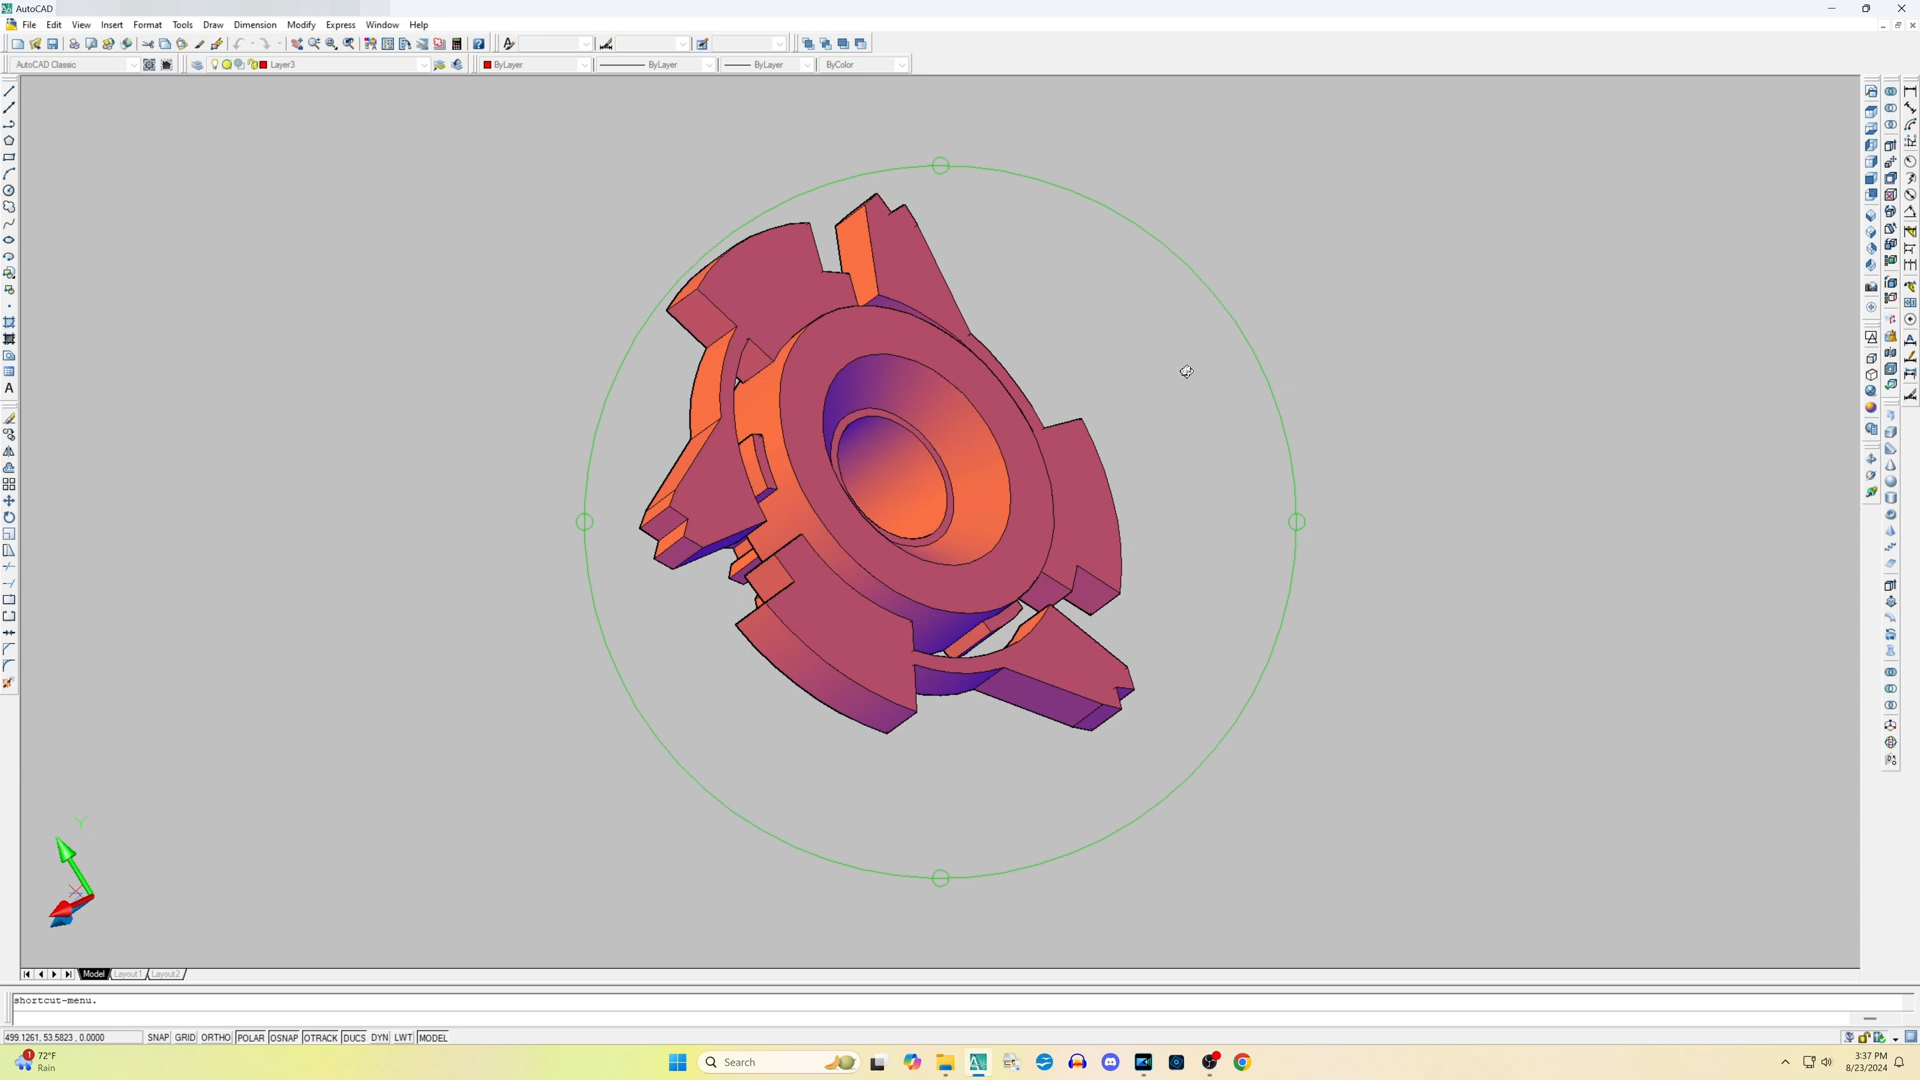 AutoCAD
File Edit View Insert Format Tools Draw Dimension Modify Express Window Help
AutoCAD Classic Layer3 ByLayer ByLayer ByLayer ByColor
A
Y
Model Layout1 Layout2
shortcut-menu.
499.1261, 53.5823 , 0.0000 SNAP GRID ORTHO POLAR OSNAP OTRACK DUCS DYN LWT MODEL
1 72°F
Rain
Search
3:37 PM
8/23/2024